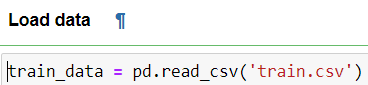 Load data ¶
train_data = pd.read_csv('train.csv')